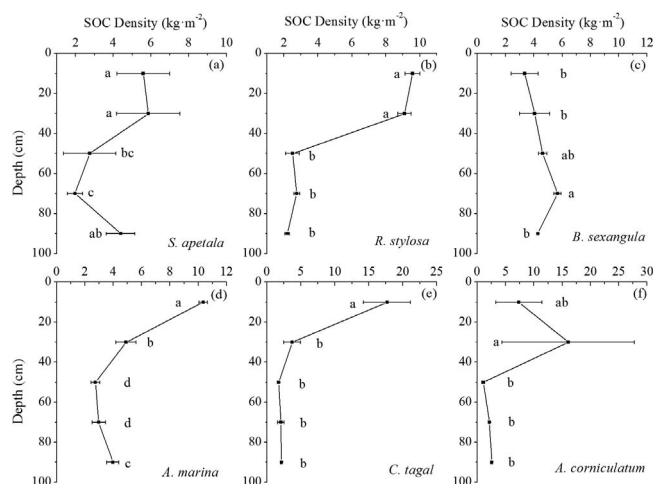 SOC Density (kg·m⁻²) SOC Density (kg·m⁻²) SOC Density (kg·m⁻²)
0 2 4 6 8 10 2 4 6 8 10 0 2 4 6 8 10 12
0
20
40
60
80
100
Depth (cm)
(a)
a
a
bc
c
ab
S. apetala
(b)
a
a
b
b
b
R. stylosa
(c)
b
b
ab
a
b
B. sexangula
0 2 4 6 8 10 12 0 5 10 15 20 25 0 5 10 15 20 25 30
0
20
40
60
80
100
Depth (cm)
(d)
a
b
d
d
c
A. marina
(e)
a
b
b
b
b
C. tagal
(f)
ab
a
b
b
b
A. corniculatum